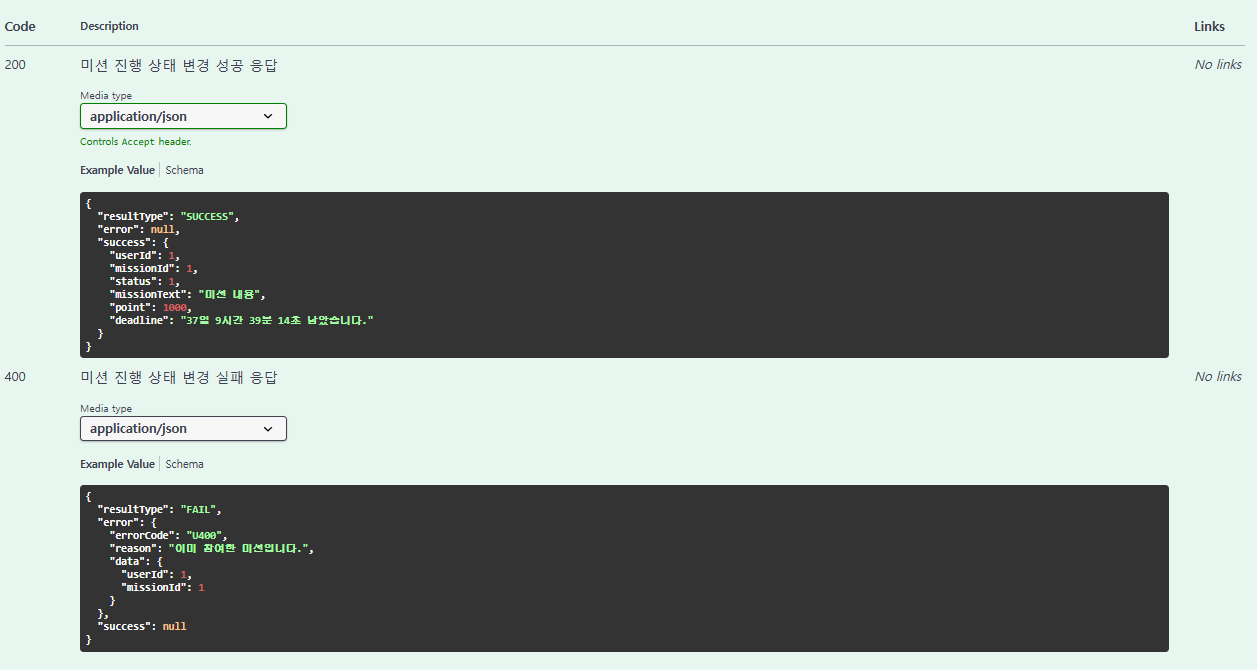 Code Description Links
200 미션 진행 상태 변경 성공 응답 No links
Media type
application/json
Controls Accept header.
Example Value Schema
{
"resultType": "SUCCESS",
"error": null,
"success": {
"userId": 1,
"missionId": 1,
"status": 1,
"missionText": "미션 내용",
"point": 1000,
"deadline": "37일 9시간 39분 14초 남았습니다."
}
}
400 미션 진행 상태 변경 실패 응답 No links
Media type
application/json
Example Value Schema
{
"resultType": "FAIL",
"error": {
"errorCode": "U400",
"reason": "이미 참여한 미션입니다.",
"data": {
"userId": 1,
"missionId": 1
}
},
"success": null
}